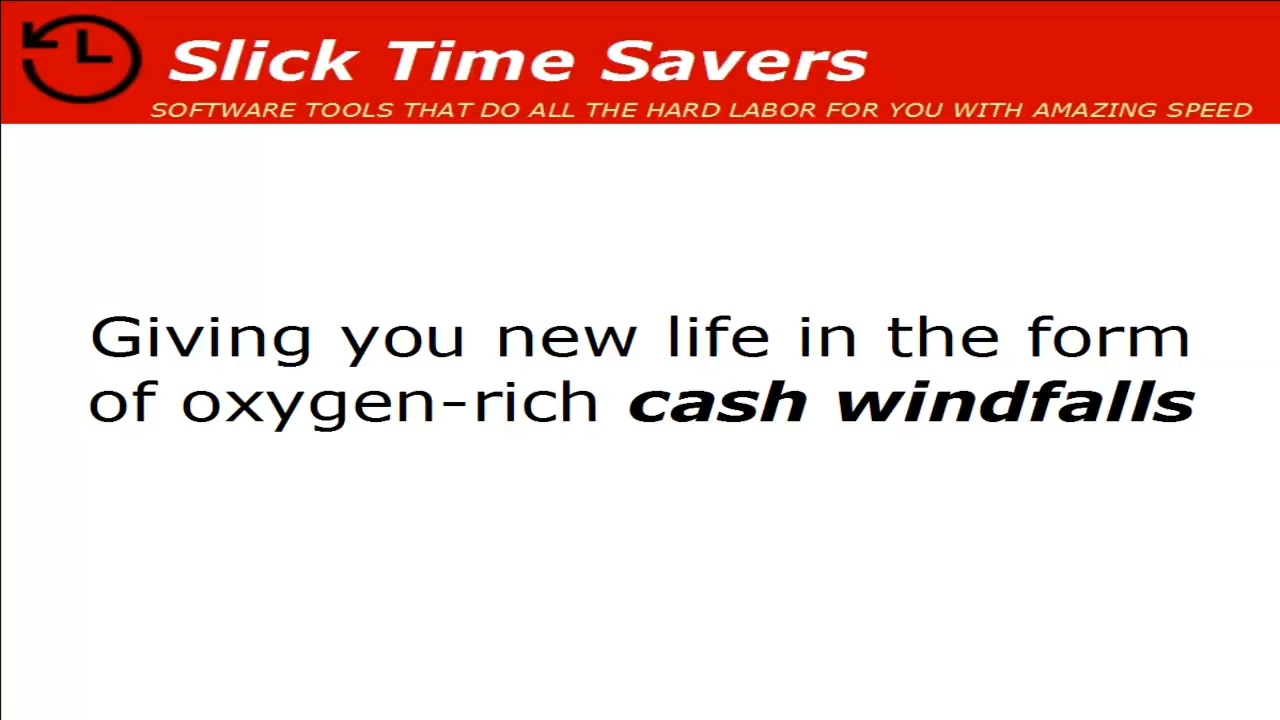 Slick Time Savers
SOFTWARE TOOLS THAT DO ALL THE HARD LABOR FOR YOU WITH AMAZING SPEED
Giving you new life in the form
of oxygen-rich cash windfalls